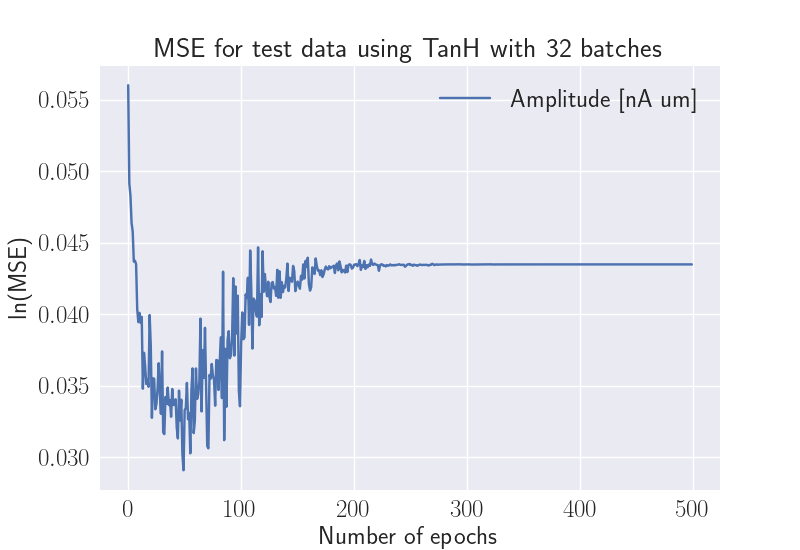 MSE for test data using TanH with 32 batches
Amplitude [nA um]
0.055
0.050
0.045
0.040
0.035
0.030
ln(MSE)
0 100 200 300 400 500
Number of epochs